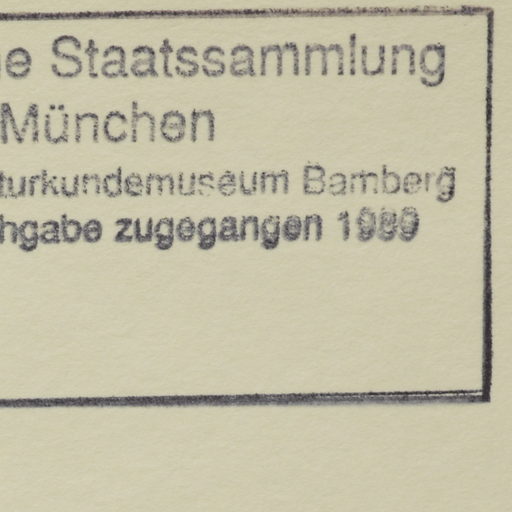 e Staatssammlung
München
turkundemuseum Bamberg
hgabe zugegangen 1989